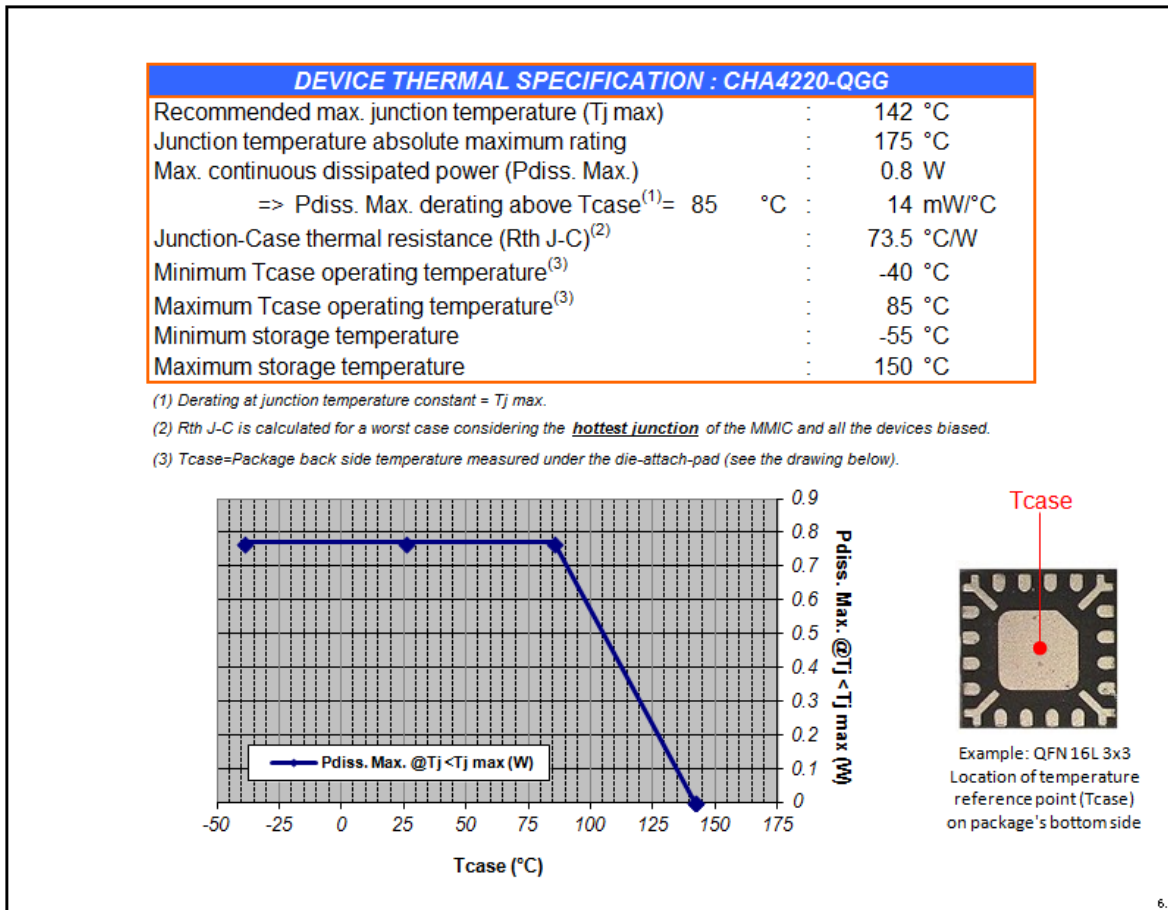 DEVICE THERMAL SPECIFICATION : CHA4220-QGG
Recommended max. junction temperature (Tj max) : 142 °C
Junction temperature absolute maximum rating : 175 °C
Max. continuous dissipated power (Pdiss. Max.) : 0.8 W
=> Pdiss. Max. derating above Tcase(1)= 85 °C : 14 mW/°C
Junction-Case thermal resistance (Rth J-C)(2) : 73.5 °C/W
Minimum Tcase operating temperature(3) : -40 °C
Maximum Tcase operating temperature(3) : 85 °C
Minimum storage temperature : -55 °C
Maximum storage temperature : 150 °C
(1) Derating at junction temperature constant = Tj max.
(2) Rth J-C is calculated for a worst case considering the hottest junction of the MMIC and all the devices biased.
(3) Tcase=Package back side temperature measured under the die-attach-pad (see the drawing below).
0.9
0.8
0.7
0.6
0.5
0.4
0.3
0.2
0.1
0
Pdiss. Max. @Tj <Tj max (W)
Pdiss. Max. @Tj <Tj max (W)
-50 -25 0 25 50 75 100 125 150 175
Tcase (°C)
Tcase
Example: QFN 16L 3x3
Location of temperature
reference point (Tcase)
on package's bottom side
6.